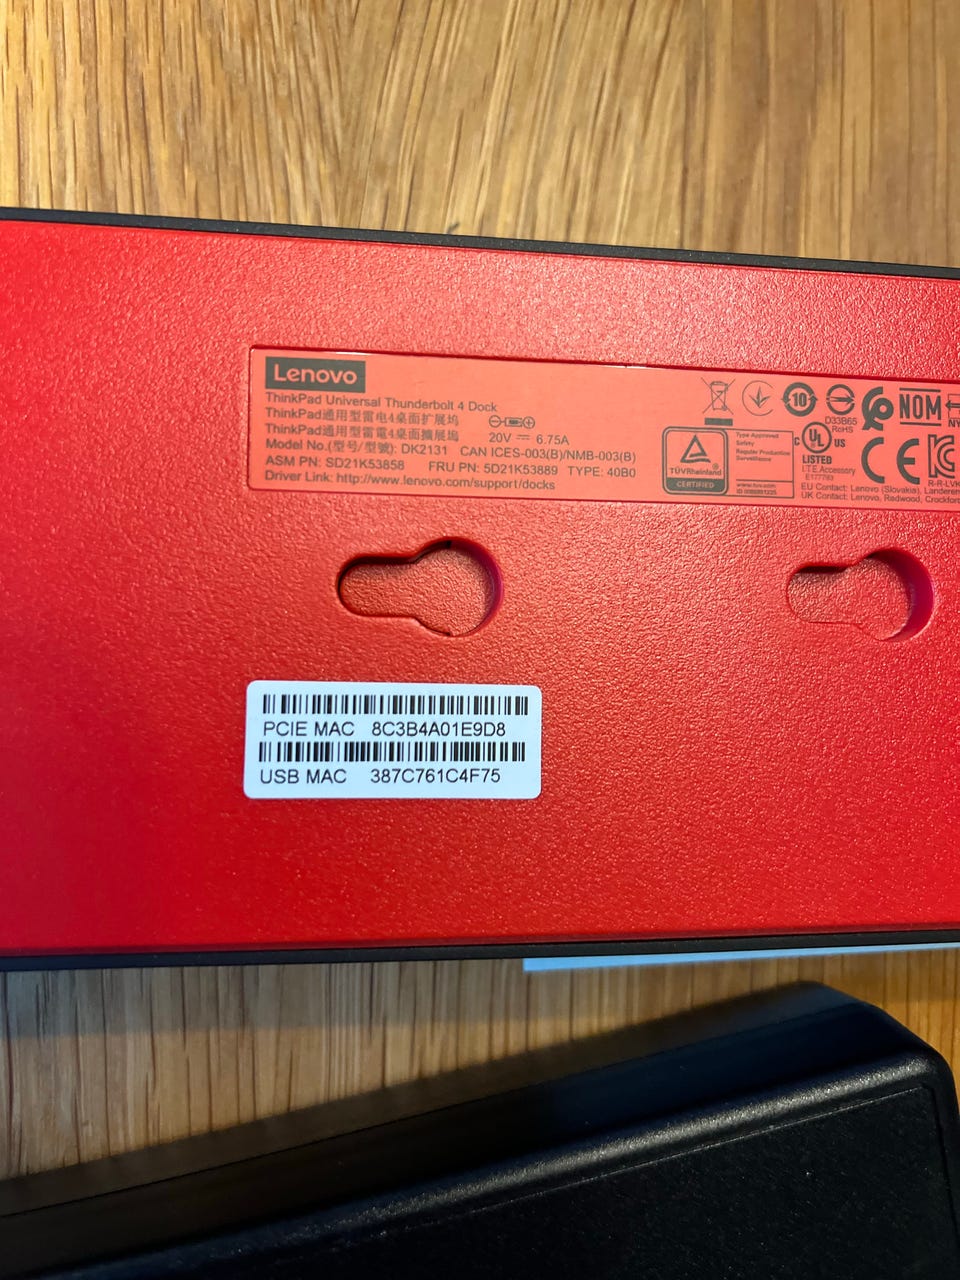 Lenovo
ThinkPad Universal Thunderbolt 4 Dock
ThinkPad通用型雷电4桌面扩展坞
ThinkPad通用型雷電4桌面擴展塢
20V 6.75A
Model No.(型号/型號): DK2131 CAN ICES-003(B)/NMB-003(B)
ASM PN: SD21K53858 FRU PN: 5D21K53889 TYPE: 40B0
Driver Link: http://www.lenovo.com/support/docks
TÜVRheinland
CERTIFIED
Type Approved
Safety
Regular Production
Surveillance
www.tuv.com
10
D33B65
RoHS
NOM
NY
C UL US
LISTED
I.T.E. Accessory
E177783
CE
R-R-LVK
EU Contact: Lenovo (Slovakia), Landerer
UK Contact: Lenovo, Redwood, Crockford
PCIE MAC 8C3B4A01E9D8
USB MAC 387C761C4F75